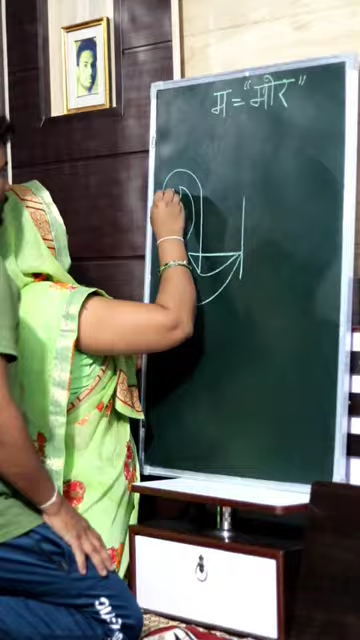 म = "मोर"